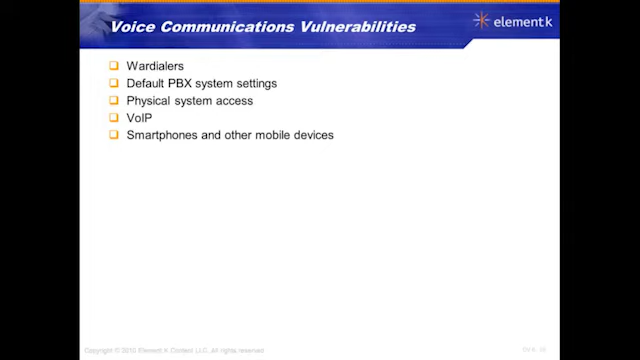 Voice Communications Vulnerabilities
element k
Wardialers
Default PBX system settings
Physical system access
VoIP
Smartphones and other mobile devices
Copyright © 2010 Element K Content LLC. All rights reserved